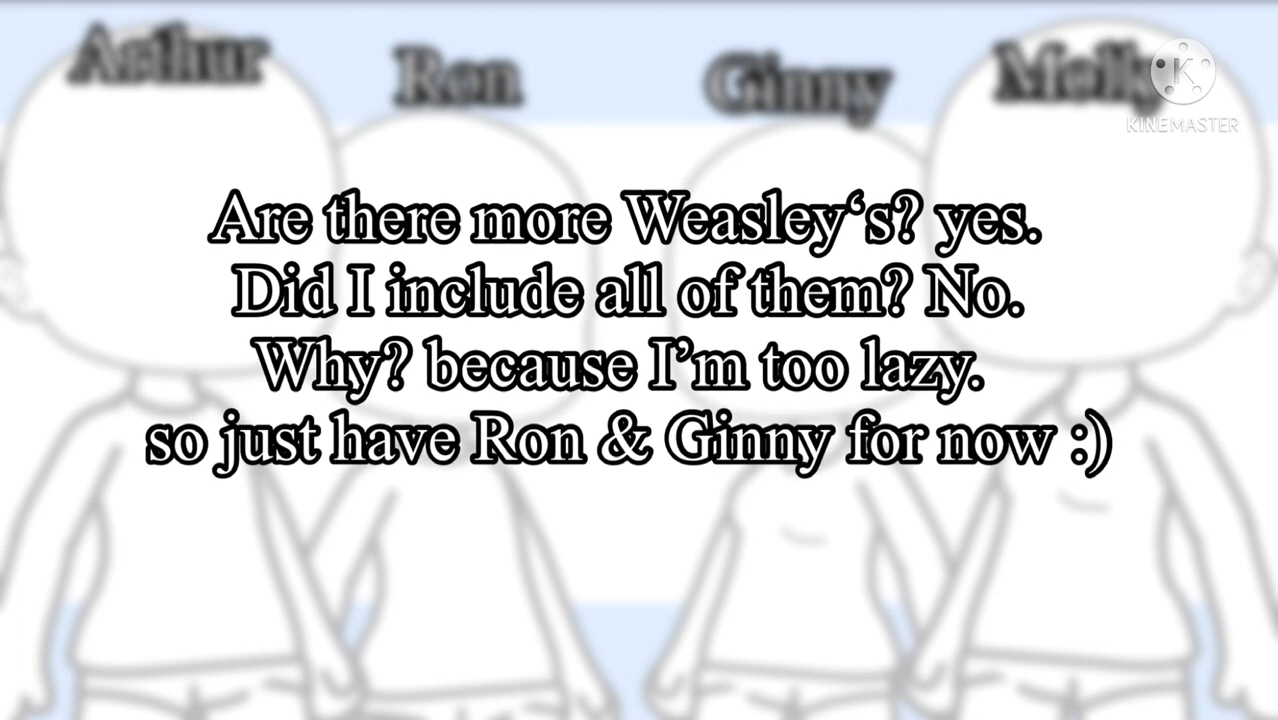 Arthur
Ron
Ginny
Molly
K
KINEMASTER
Are there more Weasley‘s? yes.
Did I include all of them? No.
Why? because I’m too lazy.
so just have Ron & Ginny for now :)